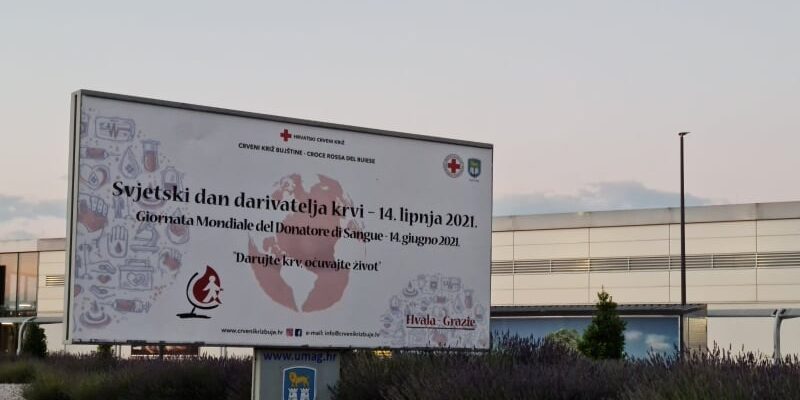 HRVATSKI CRVENI KRIŽ
CRVENI KRIŽ BUJŠTINE - CROCE ROSSA DEL BUIESE
Svjetski dan darivatelja krvi – 14. lipnja 2021.
Giornata Mondiale del Donatore di Sangue - 14. giugno 2021.
"Darujte krv, očuvajte život"
Hvala - Grazie
www.crvenikrizbuje.hr e-mail: info@crvenikrizbuje.hr
www.umag.hr